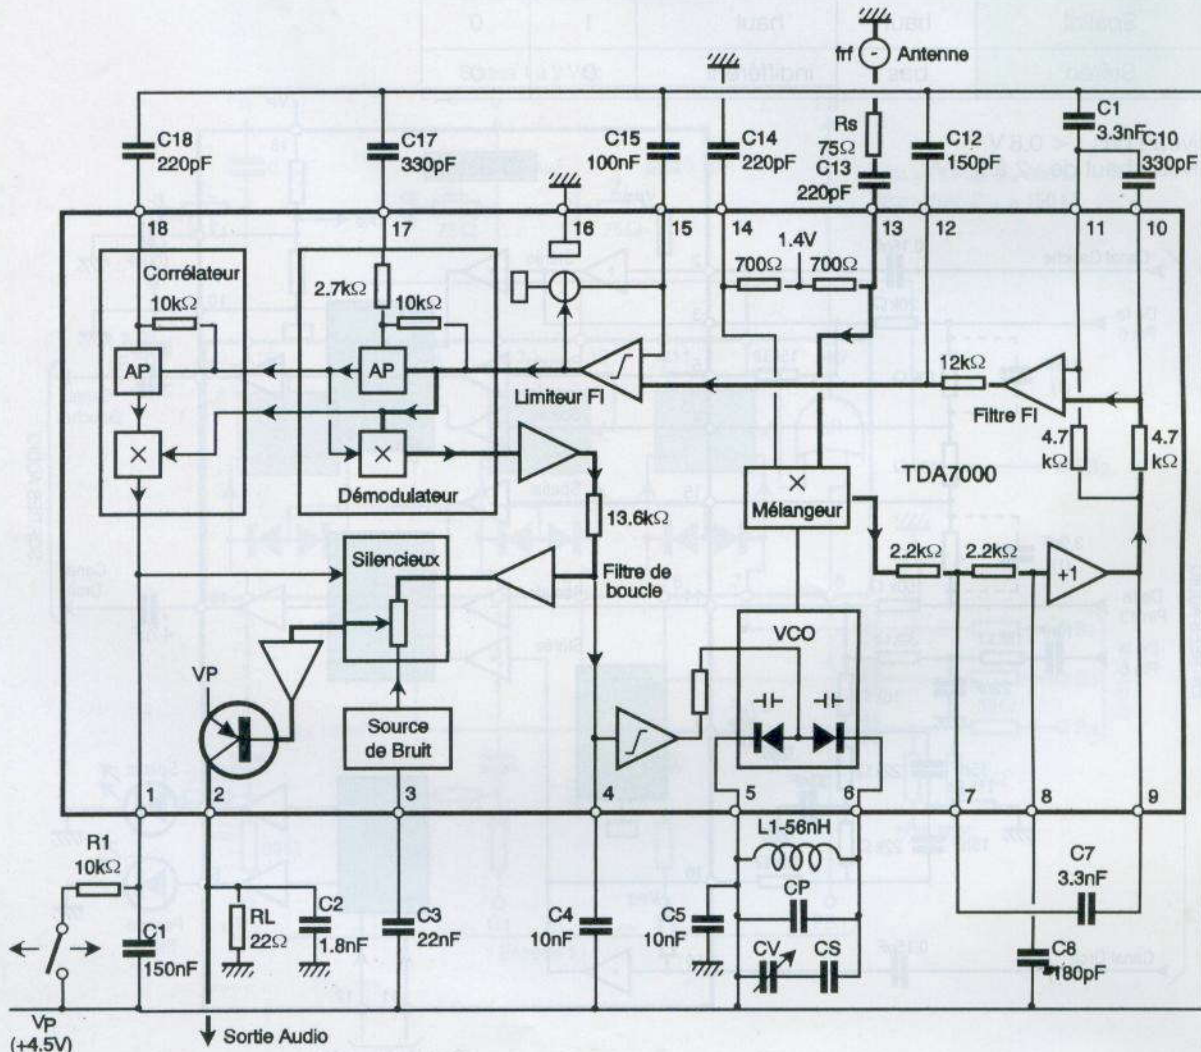 frf
Antenne
C18
220pF
C17
330pF
C15
100nF
C14
220pF
Rs
75Ω
C13
220pF
C12
150pF
C1
3.3nF
C10
330pF
18
17
16
15
14
13
12
11
10
Corrélateur
10kΩ
AP
×
2.7kΩ
10kΩ
AP
×
Démodulateur
Limiteur FI
1.4V
700Ω
700Ω
12kΩ
Filtre FI
4.7
kΩ
4.7
kΩ
TDA7000
×
Mélangeur
13.6kΩ
2.2kΩ
2.2kΩ
+1
Silencieux
Filtre de
boucle
VCO
VP
Source
de Bruit
1
2
3
4
5
6
7
8
9
R1
10kΩ
L1-56nH
CP
C7
3.3nF
RL
22Ω
C2
1.8nF
C3
22nF
C4
10nF
C5
10nF
CV
CS
C1
150nF
C8
180pF
VP
(+4.5V)
Sortie Audio